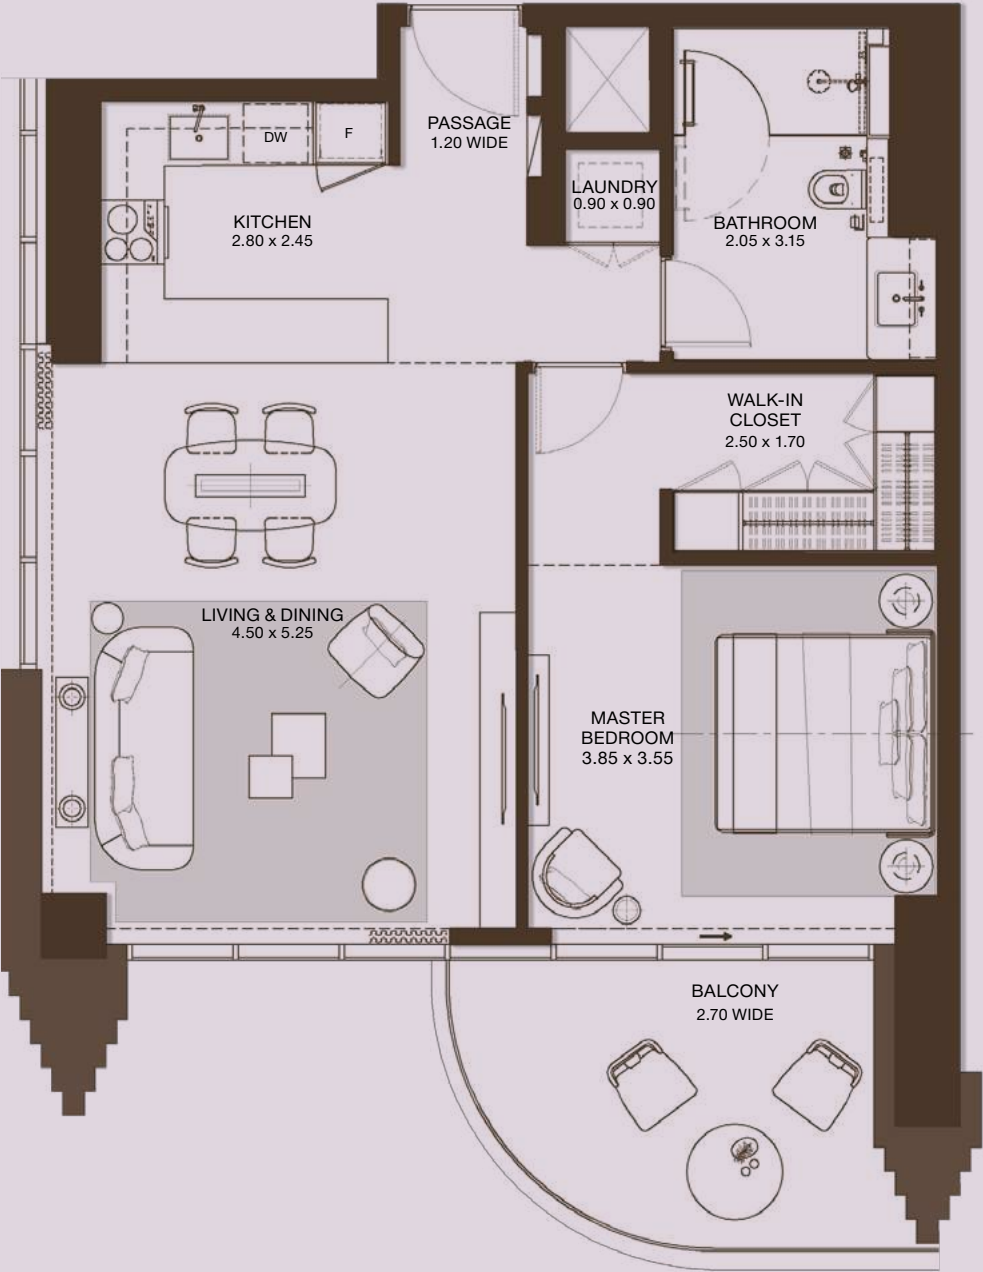 PASSAGE
1.20 WIDE
DW
F
LAUNDRY
0.90 x 0.90
KITCHEN
2.80 x 2.45
BATHROOM
2.05 x 3.15
WALK-IN
CLOSET
2.50 x 1.70
LIVING & DINING
4.50 x 5.25
MASTER
BEDROOM
3.85 x 3.55
BALCONY
2.70 WIDE